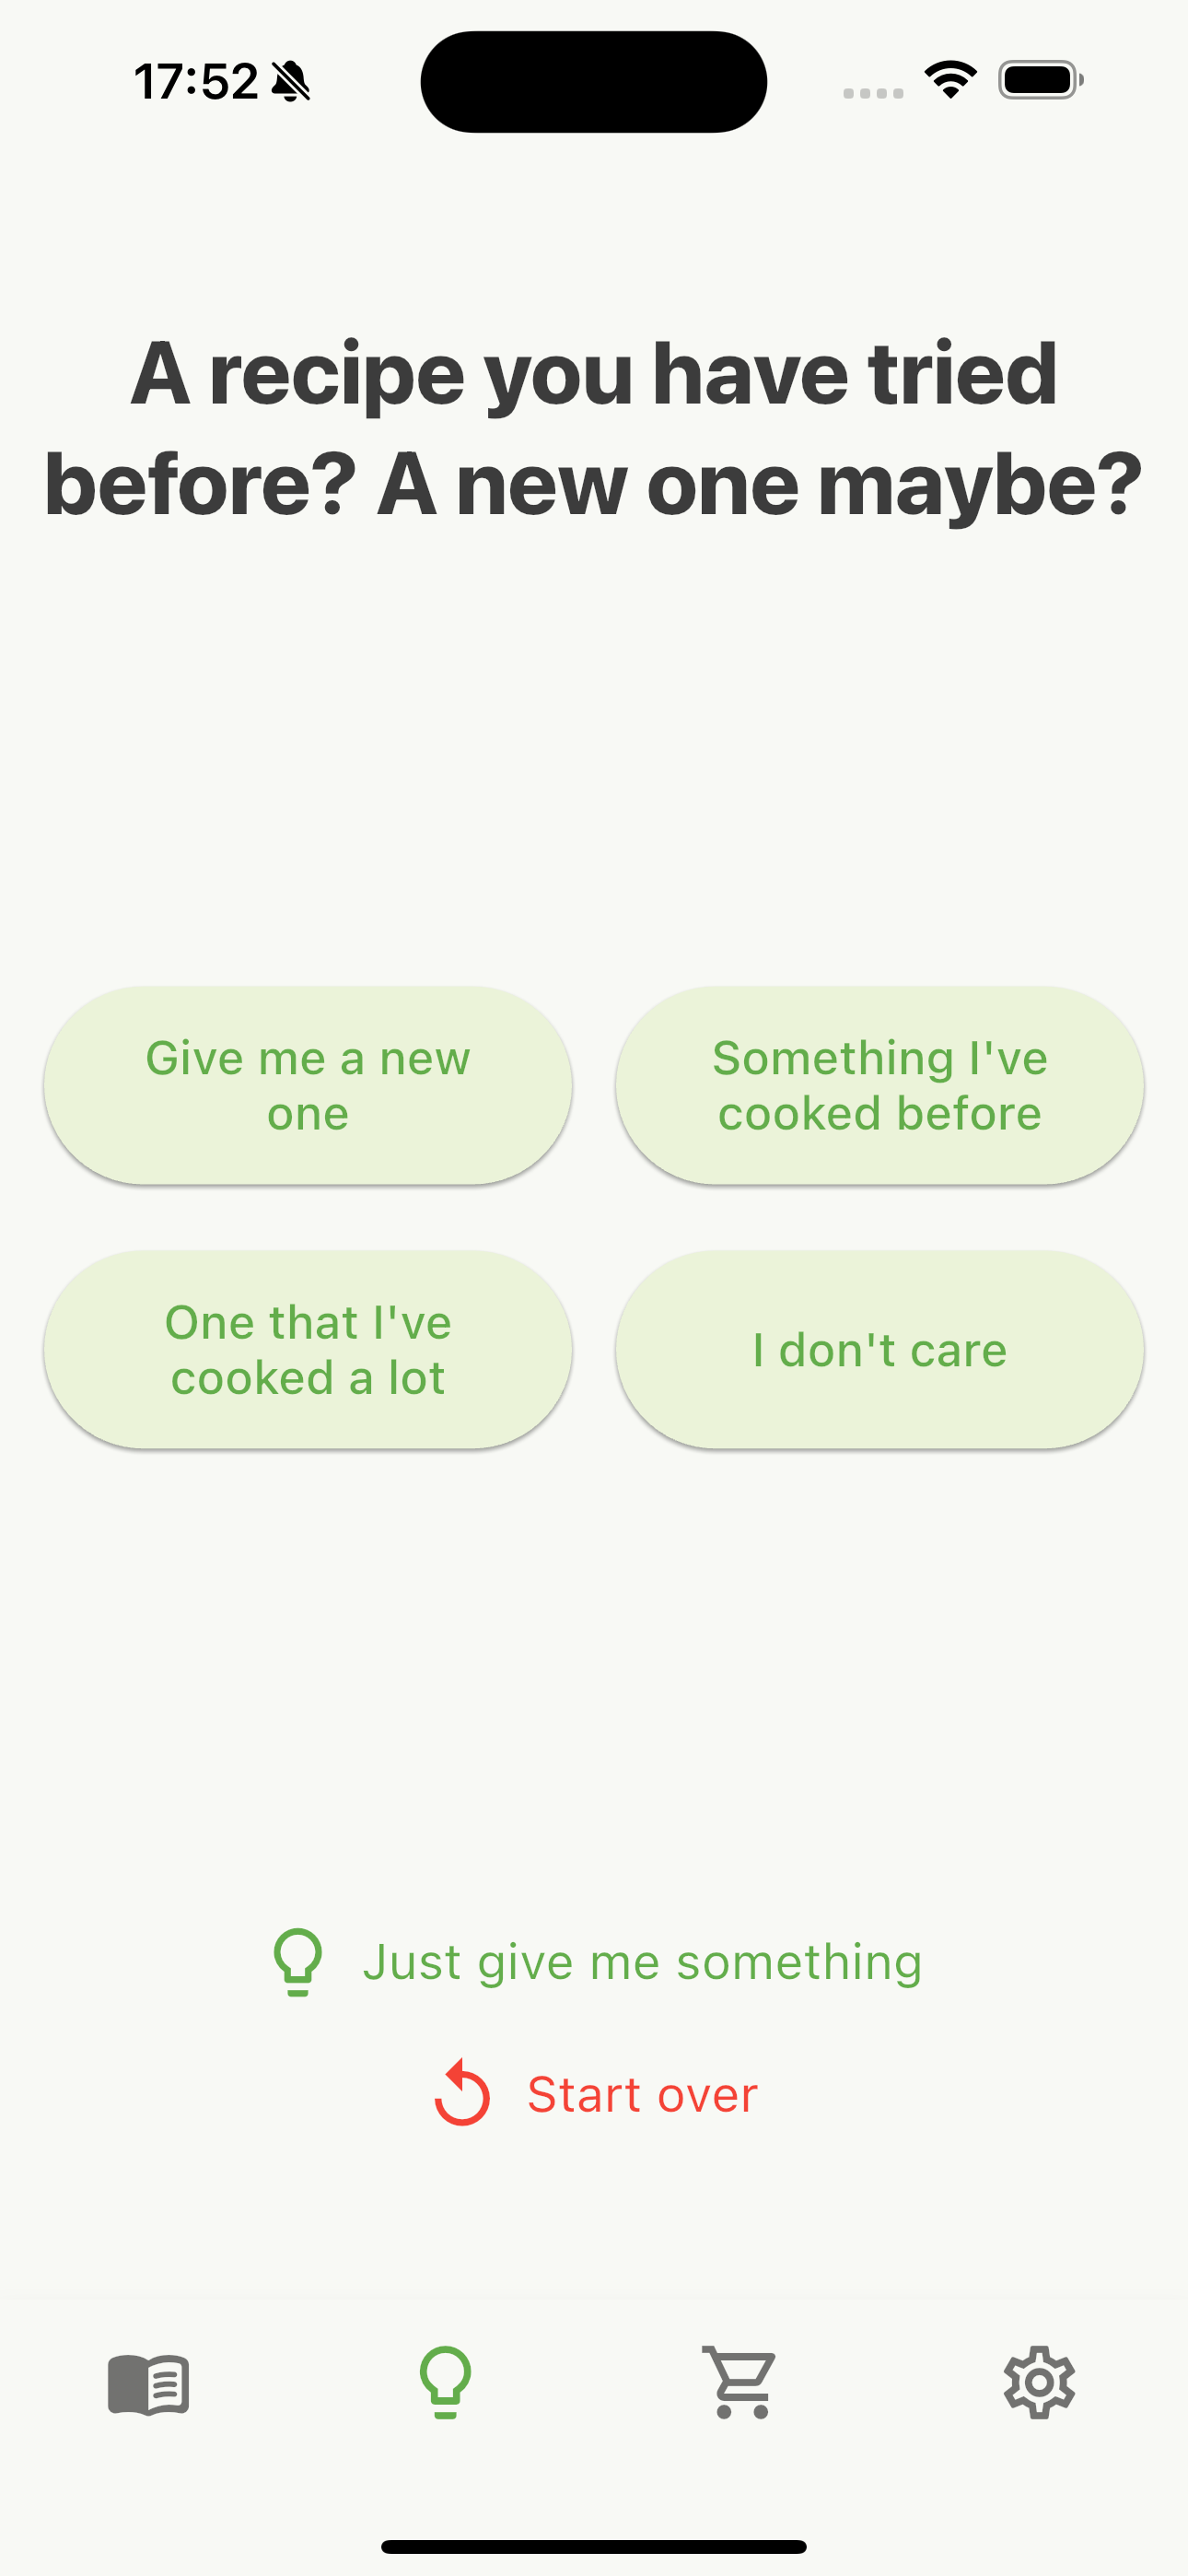 17:52
A recipe you have tried
before? A new one maybe?
Give me a new
one
Something I've
cooked before
One that I've
cooked a lot
I don't care
Just give me something
Start over